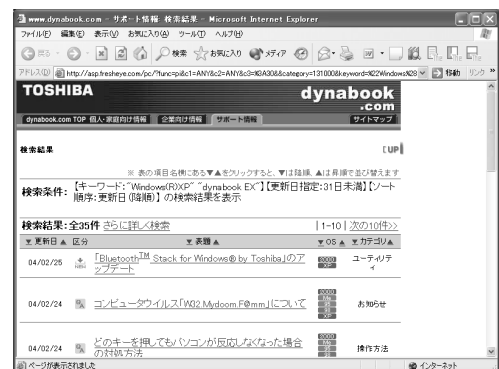 www.dynabook.com - サポート情報 検索結果 - Microsoft Internet Explorer
ファイル(F) 編集(E) 表示(V) お気に入り(A) ツール(T) ヘルプ(H)
戻る 検索 お気に入り メディア
アドレス(D) http://asp.fresheye.com/pc/?func=pi&c1=ANY&c2=ANY&c3=%3A30&&category=131000&keyword=%22Windows%28 移動 リンク »
TOSHIBA dynabook.com
dynabook.com TOP 個人・家庭向け情報 企業向け情報 サポート情報 サイトマップ
検索結果 [UP
※ 表の項目名横にある▼▲をクリックすると、▼は降順、▲は昇順で並び替えます
検索条件: 【キーワード:"Windows(R)XP" "dynabook EX"】【更新日指定:31日未満】【ソート順序:更新日(降順)】の検索結果を表示
検索結果:全35件 さらに詳しく検索 | 1-10 | 次の10件>>
▼ 更新日 ▲ 区分 ▼ 表題 ▲ ▼ OS ▲ ▼ カテゴリ▲
04/02/25 「Bluetooth™ Stack for Windows® by Toshiba」のアップデート 2000 XP ユーティリティ
04/02/24 コンピュータウイルス「W32.Mydoom.F@mm」について 2000 Me 98 XP お知らせ
04/02/24 どのキーを押してもパソコンが反応しなくなった場合の対処方法 2000 Me 98 XP 操作方法
ページが表示されました インターネット